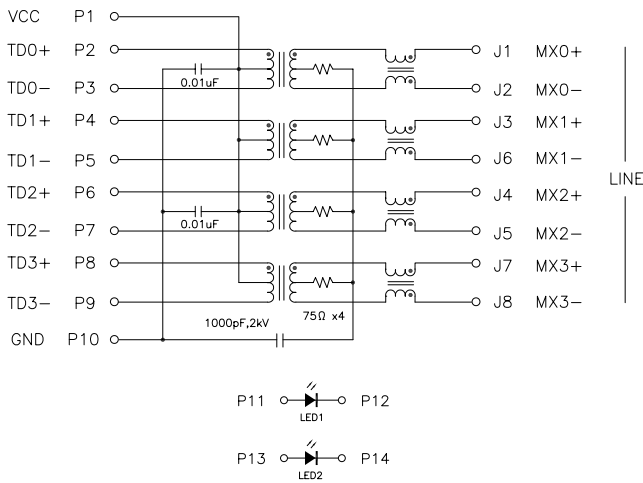 VCC P1
TD0+ P2 J1 MX0+
0.01uF
TD0- P3 J2 MX0-
TD1+ P4 J3 MX1+
TD1- P5 J6 MX1-
LINE
TD2+ P6 J4 MX2+
0.01uF
TD2- P7 J5 MX2-
TD3+ P8 J7 MX3+
TD3- P9 J8 MX3-
1000pF,2kV 75Ω x4
GND P10
P11 P12
LED1
P13 P14
LED2